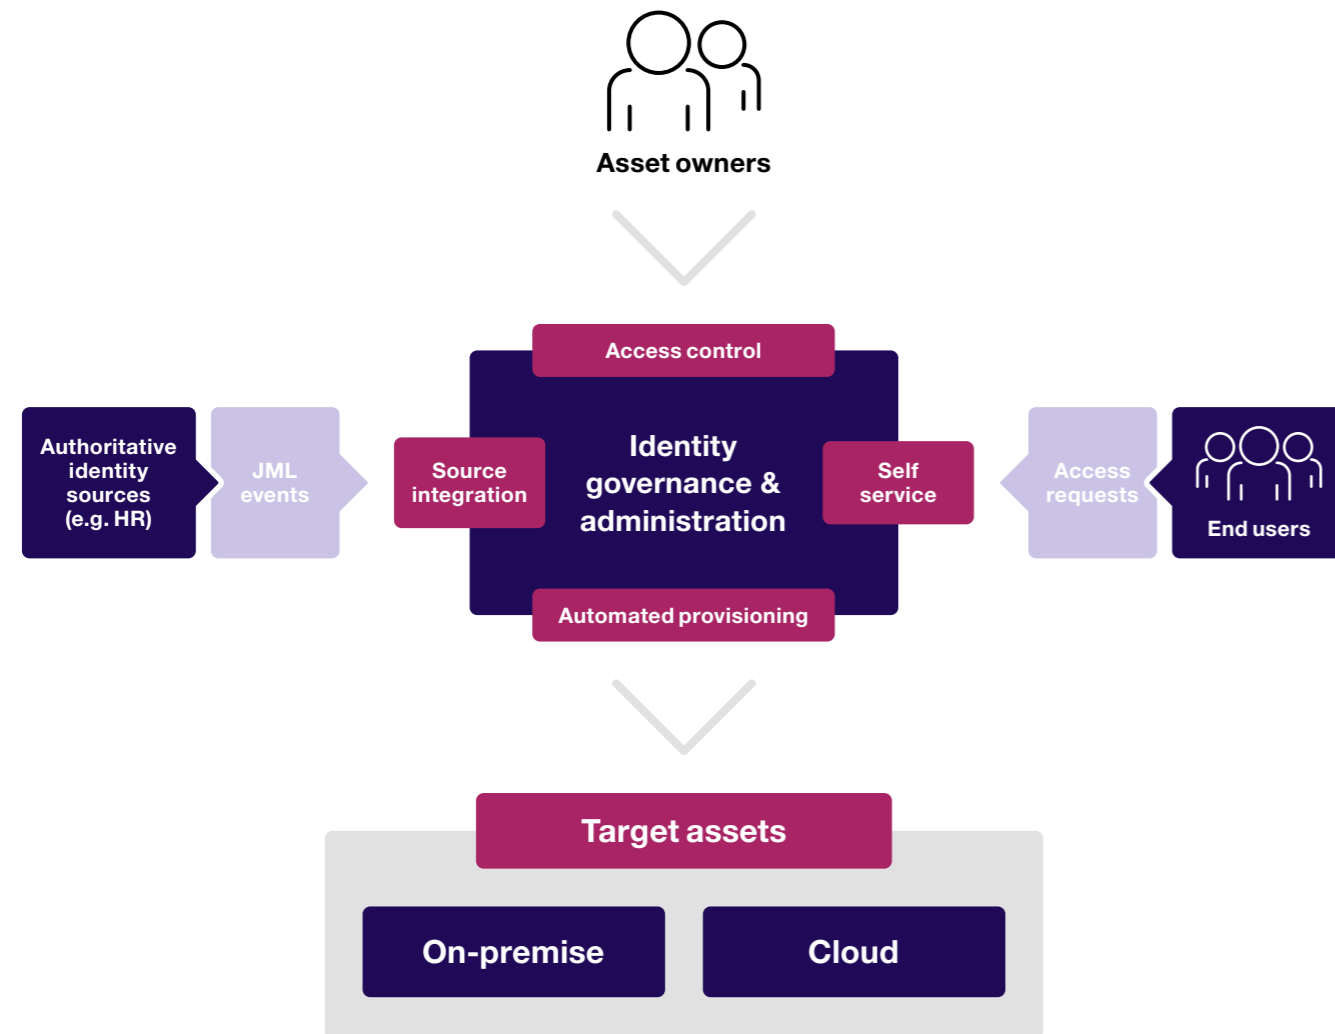 Asset owners
Access control
Authoritative
identity
sources
(e.g. HR)
JML
events
Source
integration
Identity
governance &
administration
Self
service
Access
requests
End users
Automated provisioning
Target assets
On-premise
Cloud